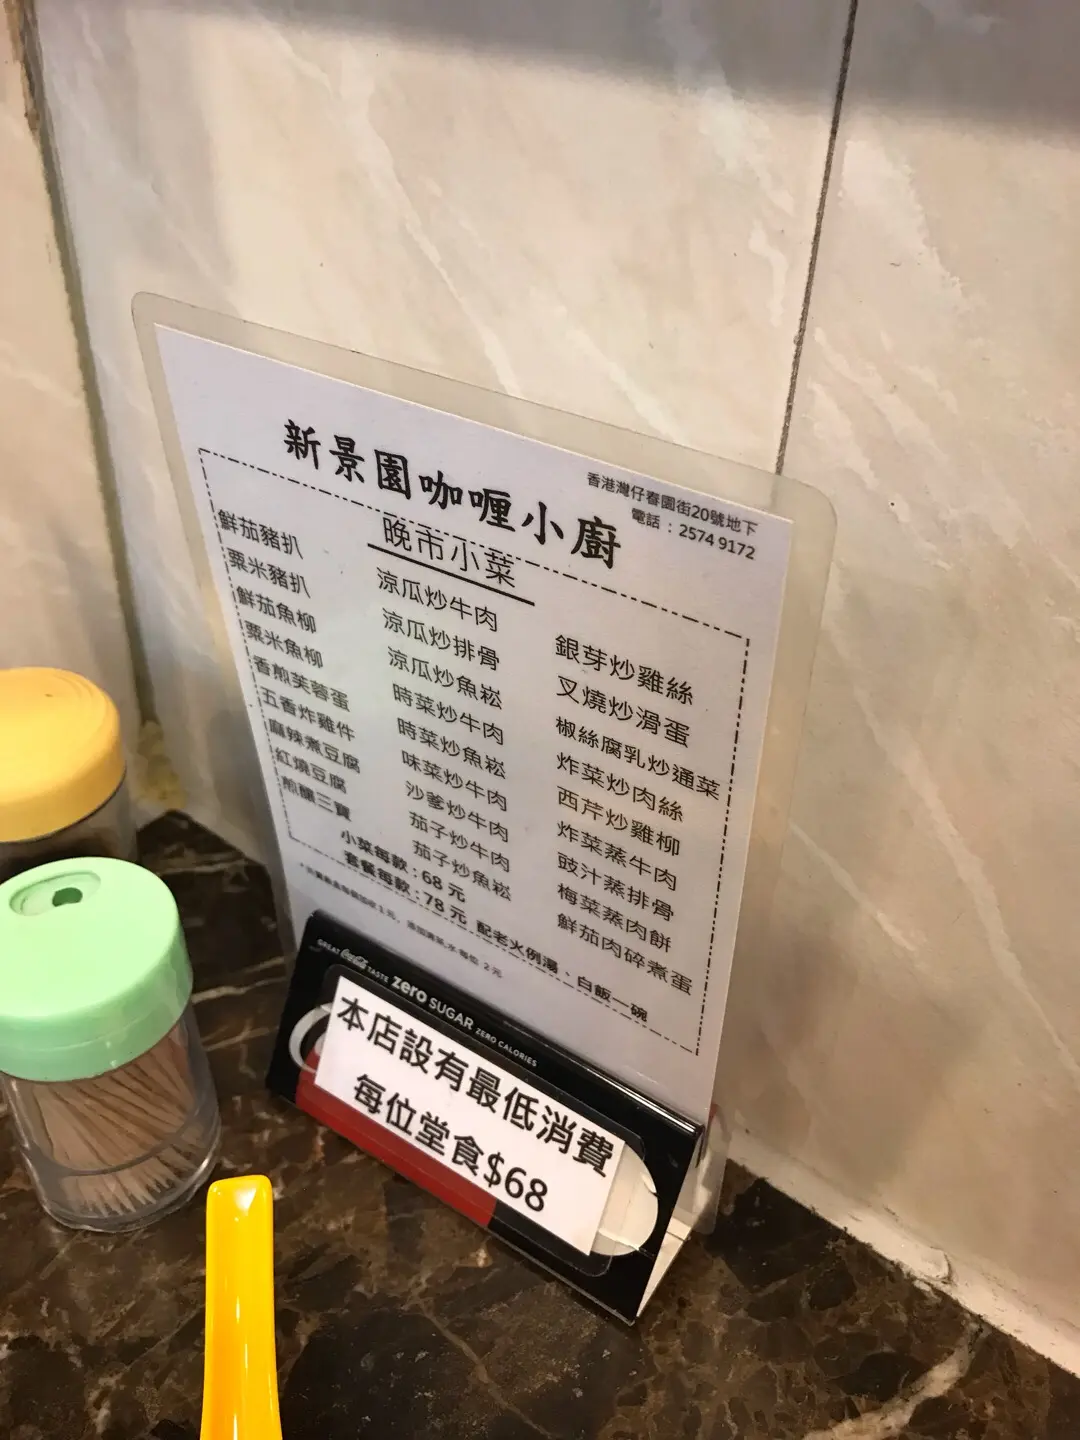 新景園咖喱小廚
香港灣仔春園街20號地下
電話：2574 9172
晚市小菜
鮮茄豬扒
粟米豬扒
鮮茄魚柳
粟米魚柳
香煎芙蓉蛋
五香炸雞件
麻辣煮豆腐
紅燒豆腐
煎釀三寶
涼瓜炒牛肉
涼瓜炒排骨
涼瓜炒魚崧
時菜炒牛肉
時菜炒魚崧
味菜炒牛肉
沙爹炒牛肉
茄子炒牛肉
茄子炒魚崧
銀芽炒雞絲
叉燒炒滑蛋
椒絲腐乳炒通菜
炸菜炒肉絲
西芹炒雞柳
炸菜蒸牛肉
豉汁蒸排骨
梅菜蒸肉餅
鮮茄肉碎煮蛋
小菜每款：68 元
套餐每款：78 元 配老火例湯、白飯一碗
GREAT Coca-Cola TASTE zero SUGAR ZERO CALORIES
本店設有最低消費
每位堂食$68